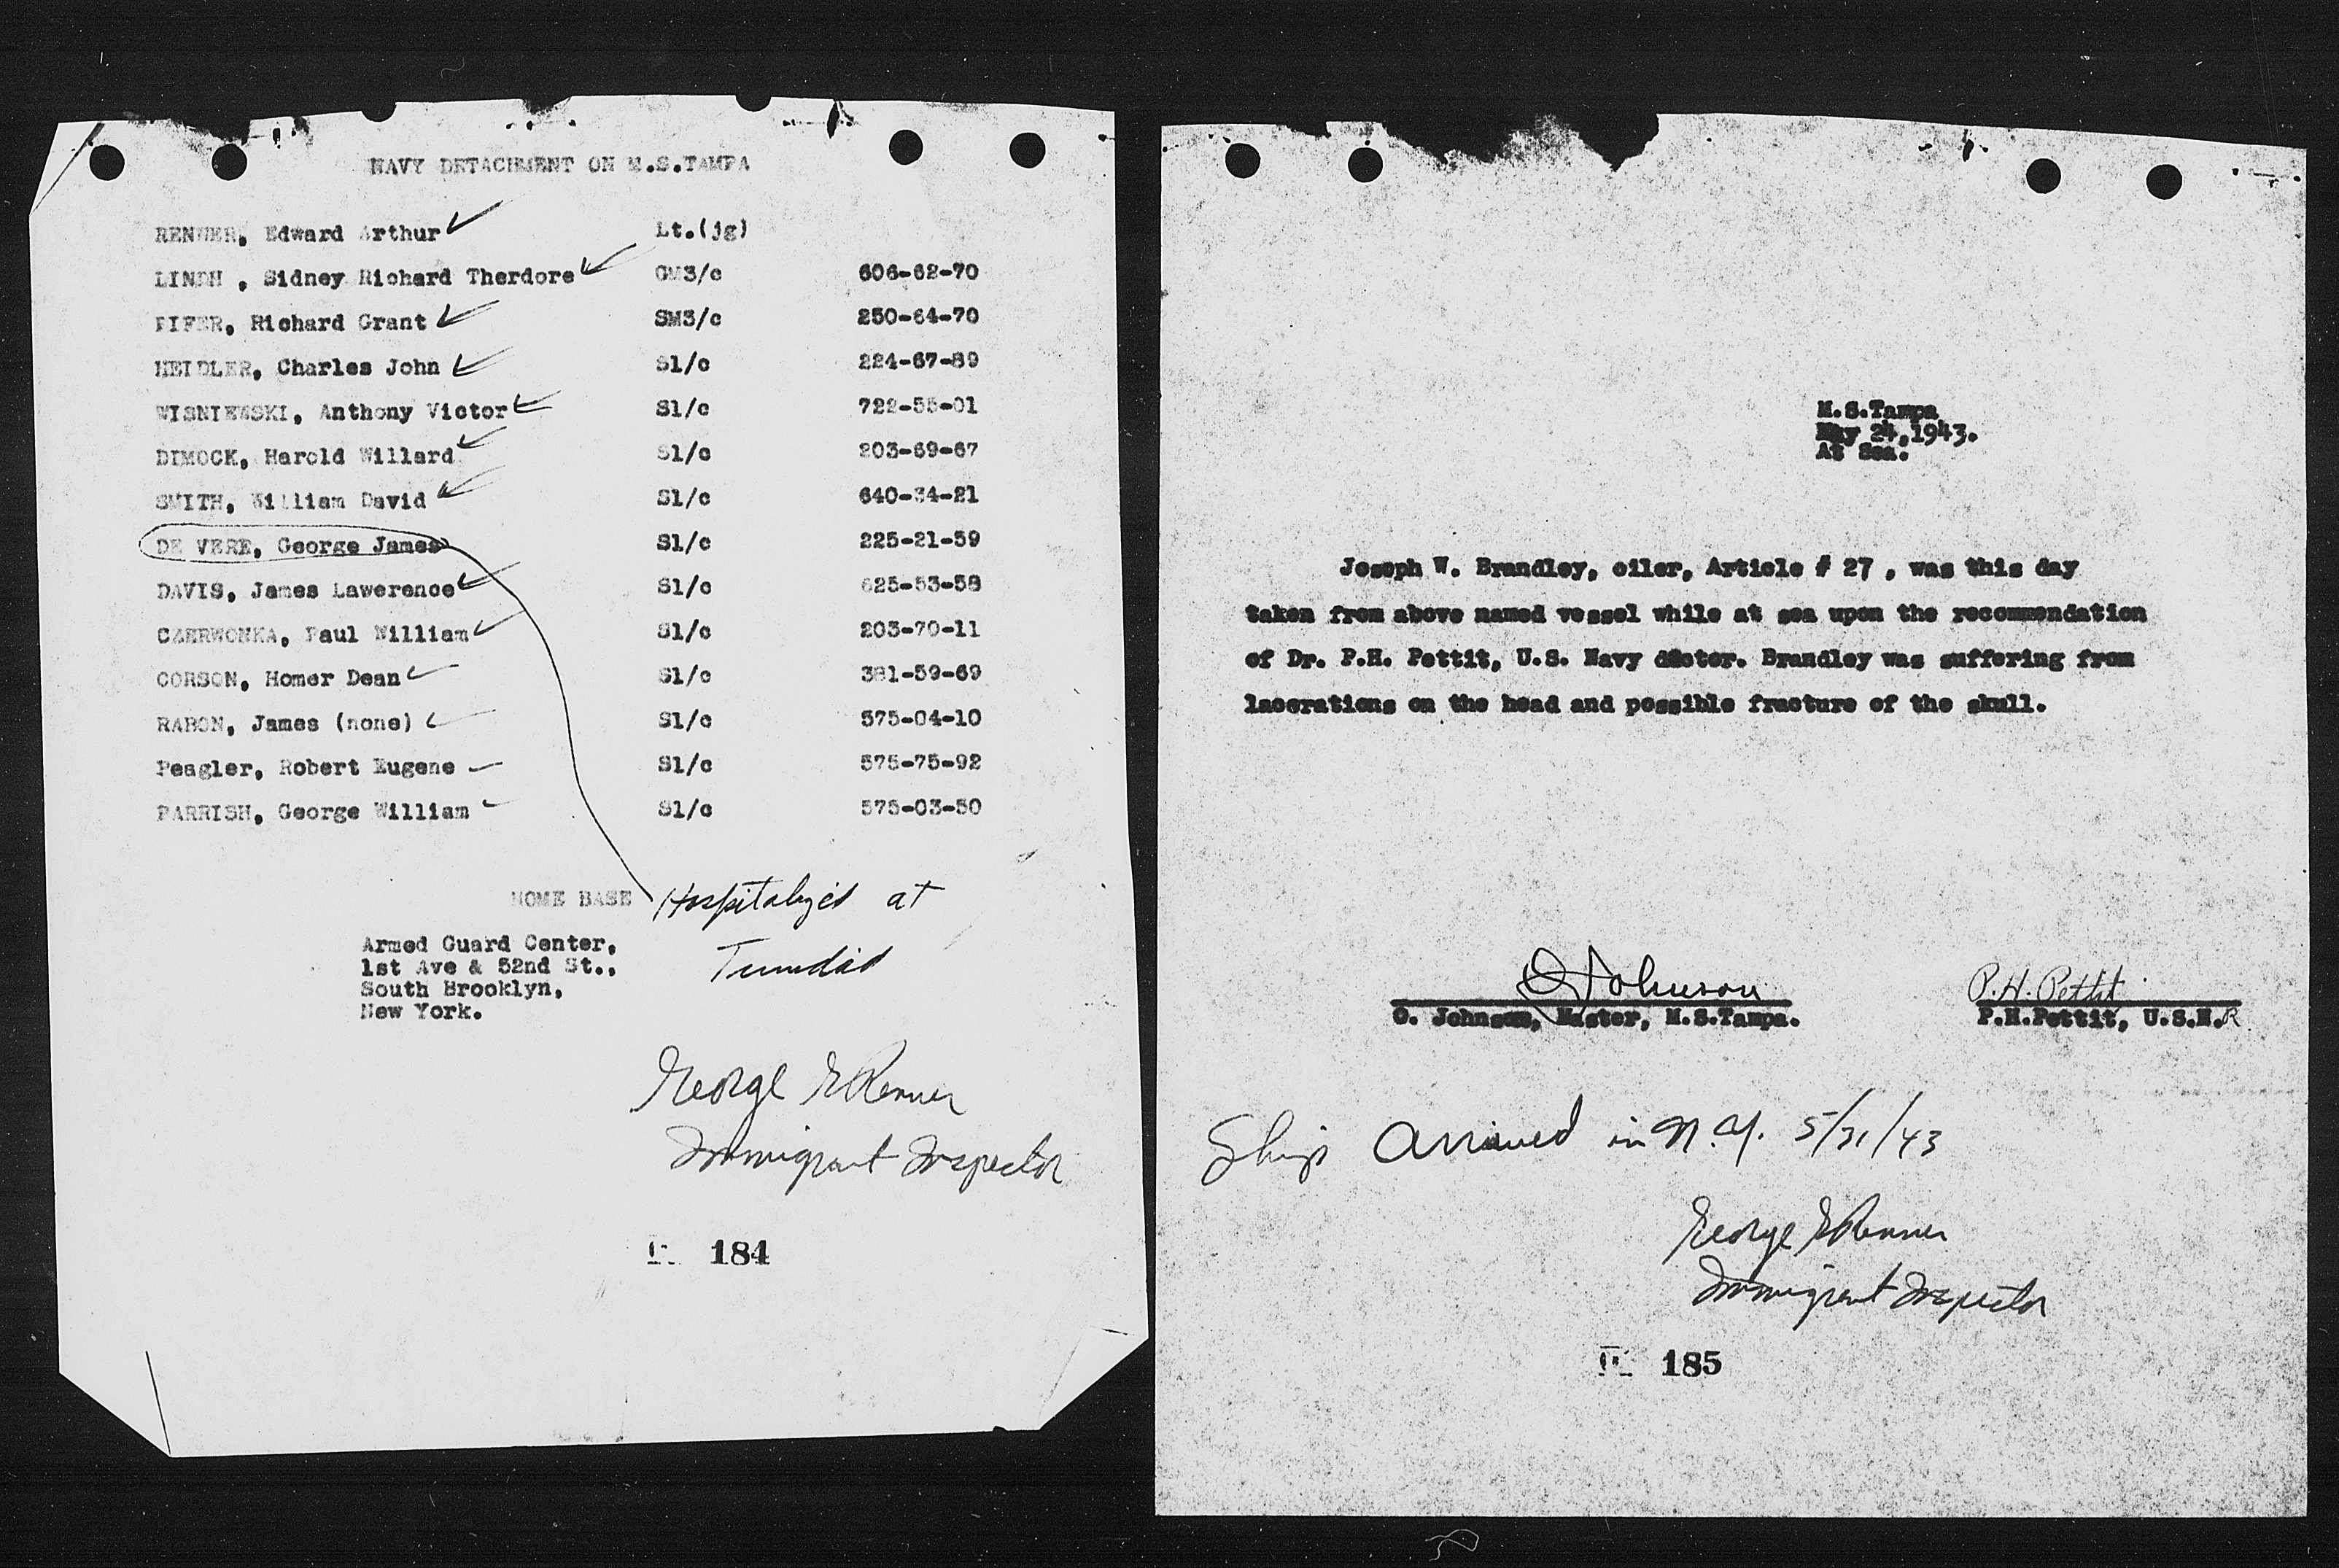 NAVY DETACHMENT ON M.S.TAMPA
RENNER, Edward Arthur Lt.(jg)
LINDH , Sidney Richard Therdore GM3/c 606-62-70
FIFER, Richard Grant SM3/c 250-64-70
HEIDLER, Charles John S1/c 224-67-89
WISNIEWSKI, Anthony Victor S1/c 722-55-01
DIMOCK, Harold Willard S1/c 203-69-67
SMITH, William David S1/c 640-34-21
DE VERE, George James S1/c 225-21-59
DAVIS, James Lawerence S1/c 625-53-58
CZERWONKA, Paul William S1/c 203-70-11
CORSON, Homer Dean S1/c 381-59-69
RABON, James (none) S1/c 575-04-10
Peagler, Robert Eugene S1/c 575-75-92
PARRISH, George William S1/c 575-03-50
HOME BASE Hospitalyed at
Trinidad
Armed Guard Center,
1st Ave & 52nd St.,
South Brooklyn,
New York.
George E Renner
Immigrant Inspector
184
M.S.Tampa
May 24,1943.
At Sea.
Joseph W. Brandley, oiler, Article # 27 , was this day
taken from above named vessel while at sea upon the recommendation
of Dr. P.H. Pettit, U.S. Navy doctor. Brandley was suffering from
lacerations on the head and possible fracture of the skull.
O Johnson P.H. Pettit
O. Johnson, Master, M.S.Tampa. P.H.Pettit, U.S.N.R
Ship Arrived in N.Y. 5/31/43
George E Renner
Immigrant Inspector
185